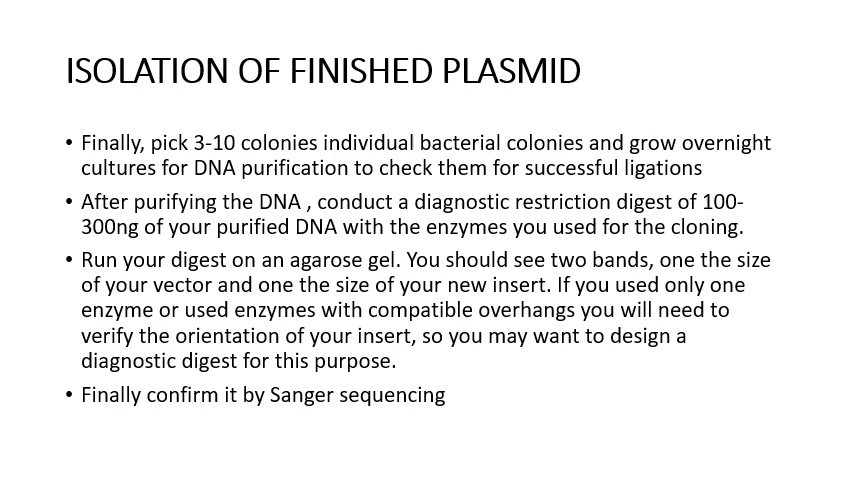 ISOLATION OF FINISHED PLASMID
• Finally, pick 3-10 colonies individual bacterial colonies and grow overnight
cultures for DNA purification to check them for successful ligations
• After purifying the DNA , conduct a diagnostic restriction digest of 100-
300ng of your purified DNA with the enzymes you used for the cloning.
• Run your digest on an agarose gel. You should see two bands, one the size
of your vector and one the size of your new insert. If you used only one
enzyme or used enzymes with compatible overhangs you will need to
verify the orientation of your insert, so you may want to design a
diagnostic digest for this purpose.
• Finally confirm it by Sanger sequencing